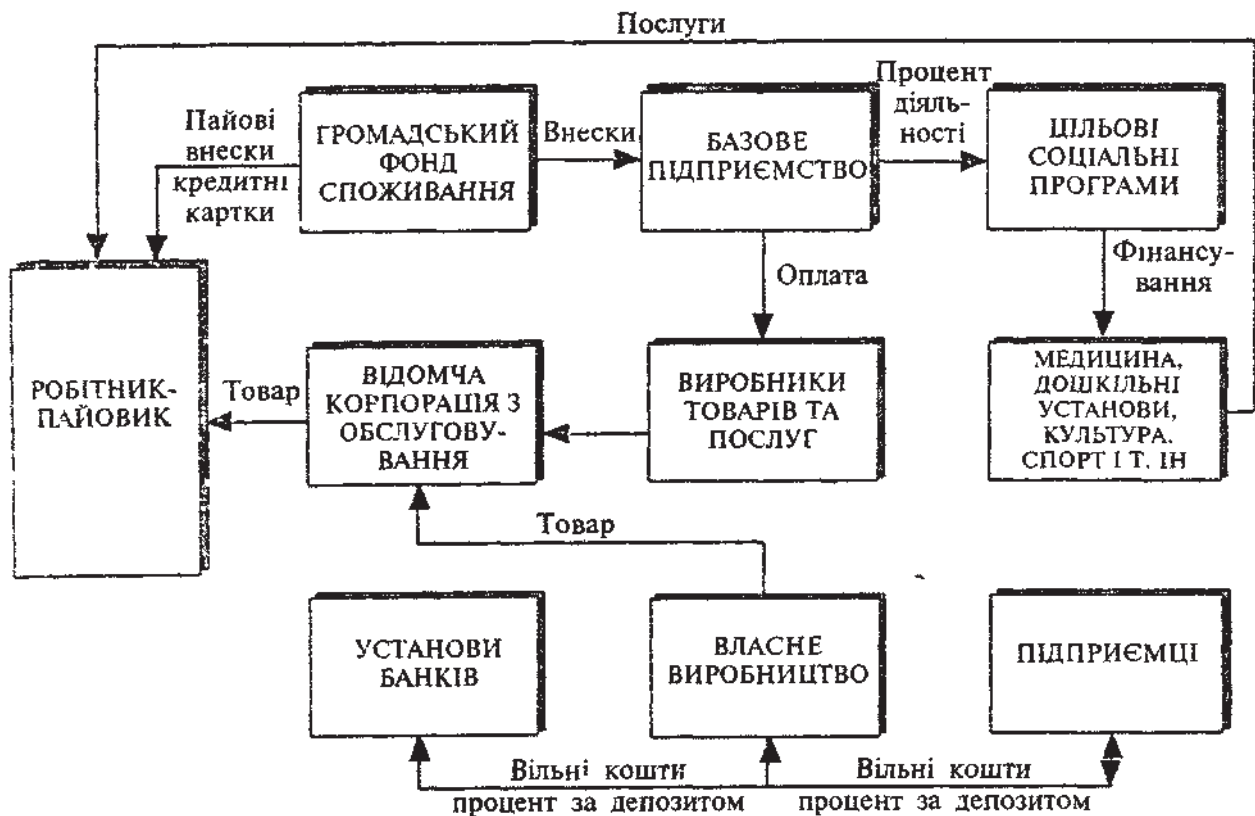 Послуги
Пайові
внески
кредитні
картки
ГРОМАДСЬКИЙ
ФОНД
СПОЖИВАННЯ
Внески
БАЗОВЕ
ПІДПРИЄМСТВО
Процент
діяль-
ності
ЦІЛЬОВІ
СОЦІАЛЬНІ
ПРОГРАМИ
Оплата
Фінансу-
вання
РОБІТНИК-
ПАЙОВИК
Товар
ВІДОМЧА
КОРПОРАЦІЯ З
ОБСЛУГОВУ-
ВАННЯ
ВИРОБНИКИ
ТОВАРІВ ТА
ПОСЛУГ
МЕДИЦИНА,
ДОШКІЛЬНІ
УСТАНОВИ,
КУЛЬТУРА.
СПОРТ І Т. ІН
Товар
УСТАНОВИ
БАНКІВ
ВЛАСНЕ
ВИРОБНИЦТВО
ПІДПРИЄМЦІ
Вільні кошти
процент за депозитом
Вільні кошти
процент за депозитом